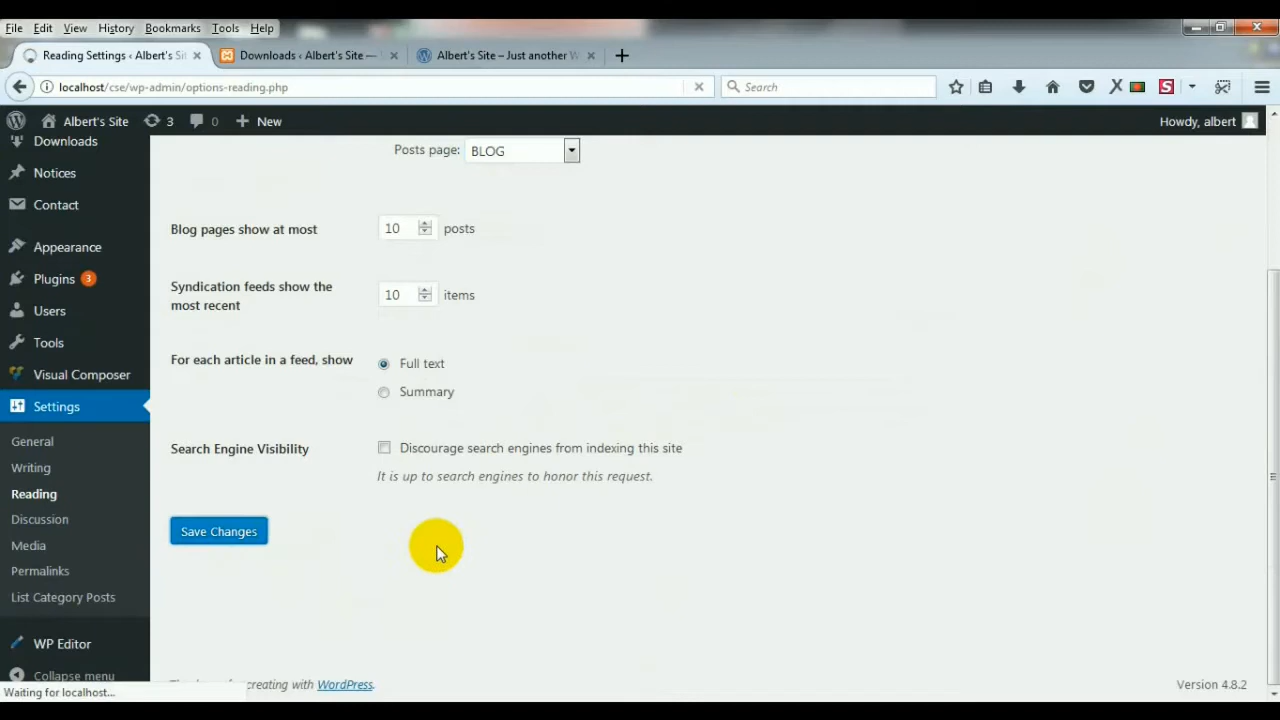 File Edit View History Bookmarks Tools Help
Reading Settings ‹ Albert's Sit Downloads ‹ Albert's Site — Albert's Site – Just another W
localhost/cse/wp-admin/options-reading.php Search
Albert's Site 3 0 New Howdy, albert
Downloads
Notices
Contact
Appearance
Plugins 3
Users
Tools
Visual Composer
Settings
General
Writing
Reading
Discussion
Media
Permalinks
List Category Posts
WP Editor
Collapse menu
Waiting for localhost...
Posts page: BLOG
Blog pages show at most 10 posts
Syndication feeds show the
most recent 10 items
For each article in a feed, show Full text
Summary
Search Engine Visibility Discourage search engines from indexing this site
It is up to search engines to honor this request.
Save Changes
creating with WordPress.
Version 4.8.2